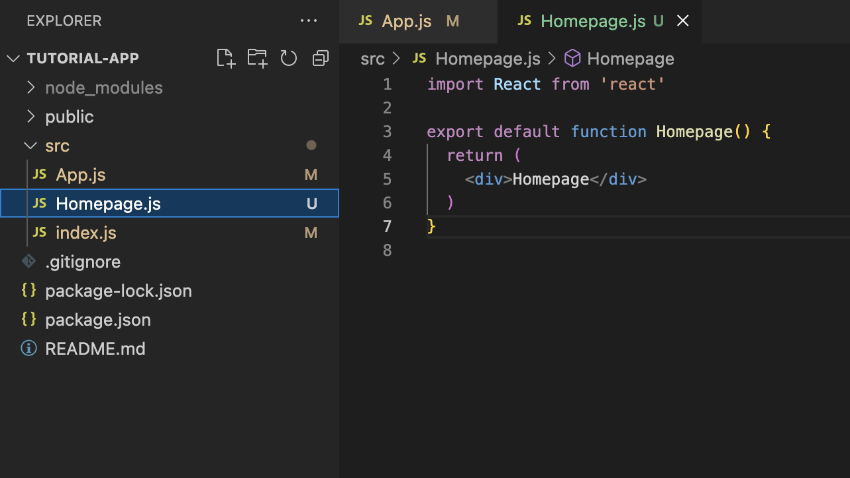 EXPLORER
TUTORIAL-APP
node_modules
public
src
JS App.js M
JS Homepage.js U
JS index.js M
.gitignore
{} package-lock.json
{} package.json
README.md
JS App.js M
JS Homepage.js U
src > JS Homepage.js > Homepage
1 import React from 'react'
2
3 export default function Homepage() {
4 return (
5 <div>Homepage</div>
6 )
7 }
8